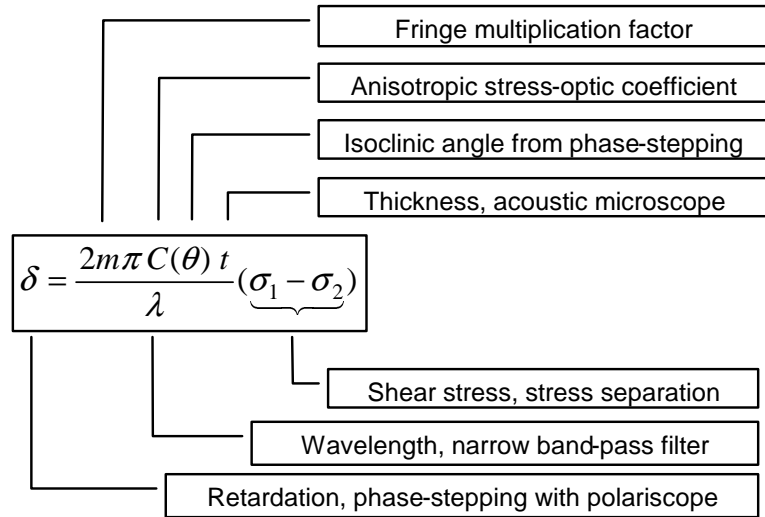 Fringe multiplication factor
Anisotropic stress-optic coefficient
Isoclinic angle from phase-stepping
Thickness, acoustic microscope
δ = 2mπ C(θ) t / λ (σ₁ − σ₂)
Shear stress, stress separation
Wavelength, narrow band-pass filter
Retardation, phase-stepping with polariscope